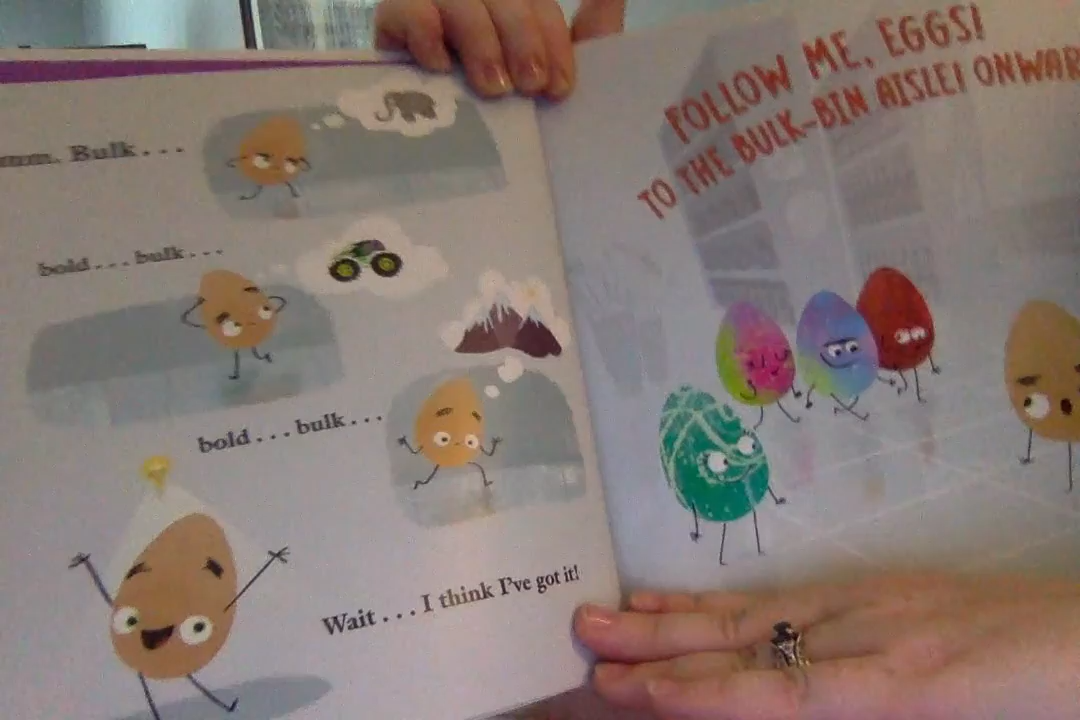 Bulk...
bold... bulk...
bold... bulk...
Wait... I think I've got it!
FOLLOW ME, EGGS!
TO THE BULK-BIN AISLE! ONWAR